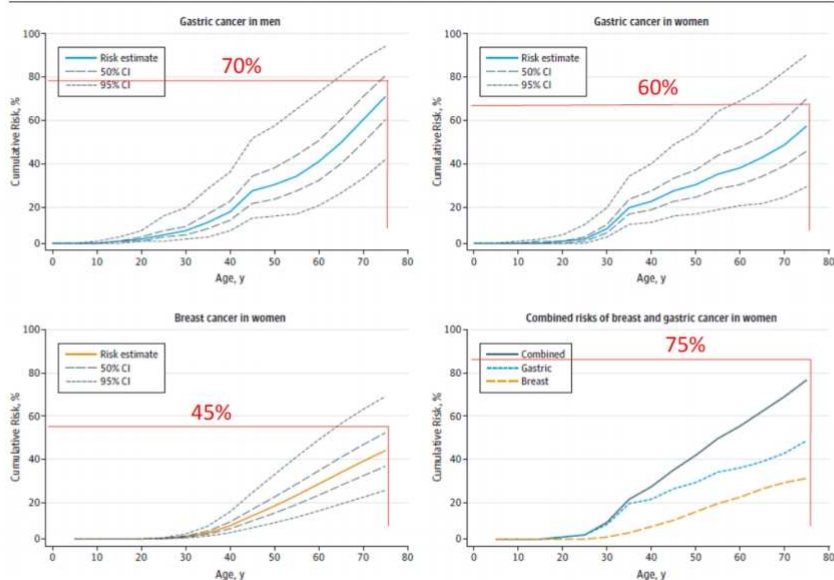 Gastric cancer in men
100
80
60
40
20
0
Cumulative Risk, %
Risk estimate
50% CI
95% CI
70%
0 10 20 30 40 50 60 70 80
Age, y
Gastric cancer in women
100
80
60
40
20
0
Cumulative Risk, %
Risk estimate
50% CI
95% CI
60%
0 10 20 30 40 50 60 70 80
Age, y
Breast cancer in women
100
80
60
40
20
0
Cumulative Risk, %
Risk estimate
50% CI
95% CI
45%
0 10 20 30 40 50 60 70 80
Age, y
Combined risks of breast and gastric cancer in women
100
80
60
40
20
0
Cumulative Risk, %
Combined
Gastric
Breast
75%
0 10 20 30 40 50 60 70 80
Age, y